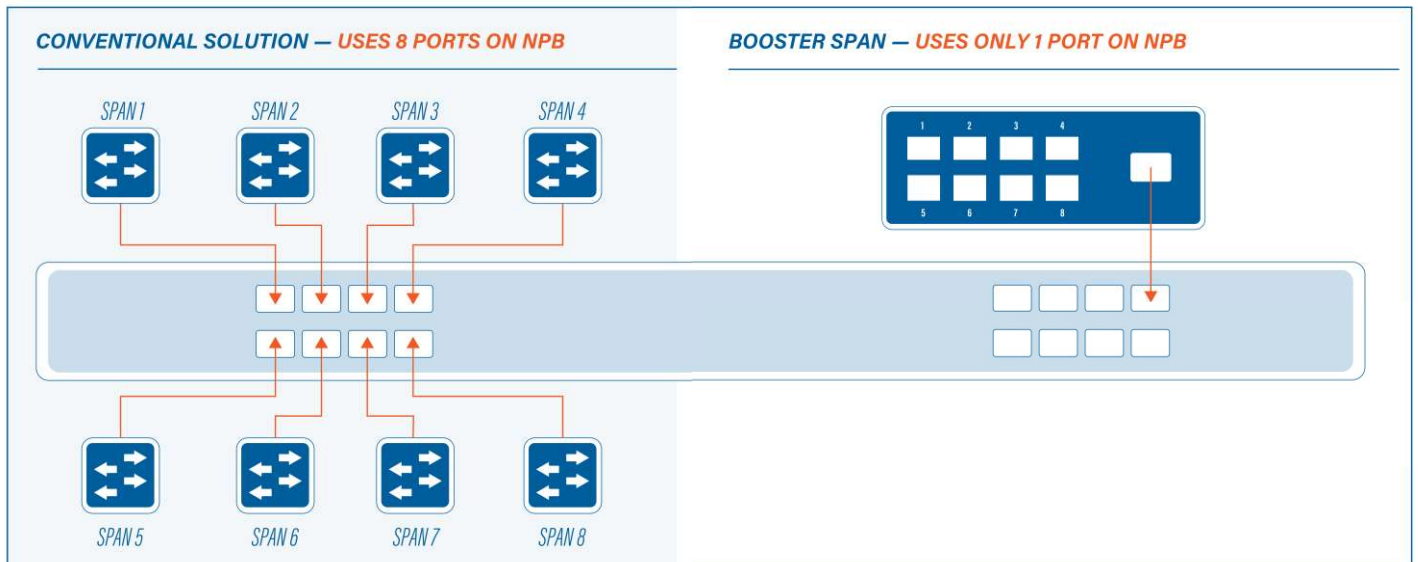 CONVENTIONAL SOLUTION — USES 8 PORTS ON NPB
BOOSTER SPAN — USES ONLY 1 PORT ON NPB
SPAN 1 SPAN 2 SPAN 3 SPAN 4
1 2 3 4
5 6 7 8
SPAN 5 SPAN 6 SPAN 7 SPAN 8